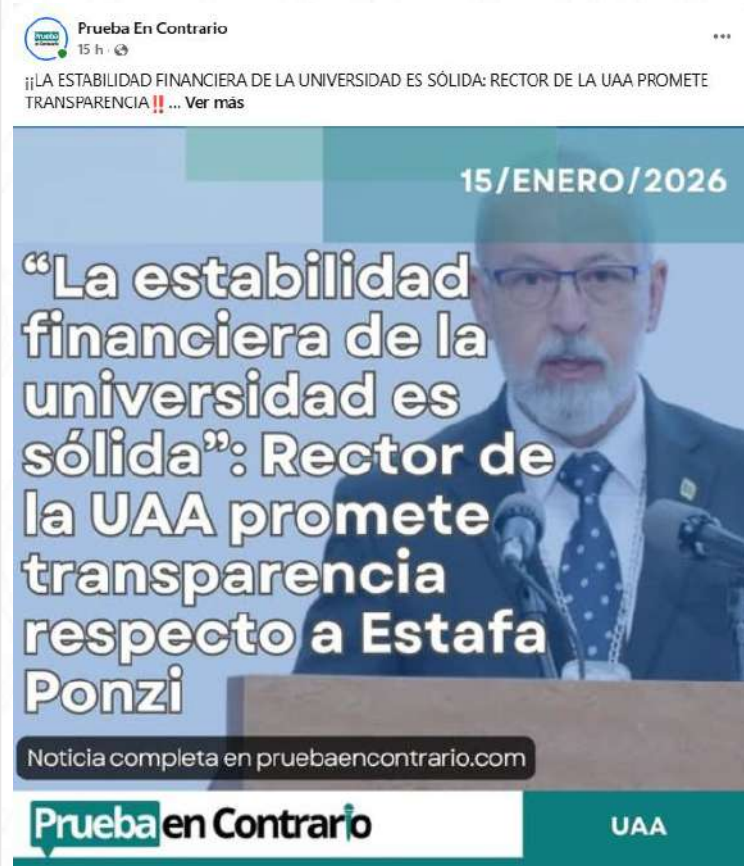 Prueba En Contrario
15 h
¡¡LA ESTABILIDAD FINANCIERA DE LA UNIVERSIDAD ES SÓLIDA: RECTOR DE LA UAA PROMETE
TRANSPARENCIA‼️ ... Ver más
15/ENERO/2026
“La estabilidad
financiera de la
universidad es
sólida”: Rector de
la UAA promete
transparencia
respecto a Estafa
Ponzi
Noticia completa en pruebaencontrario.com
Prueba en Contrario
UAA